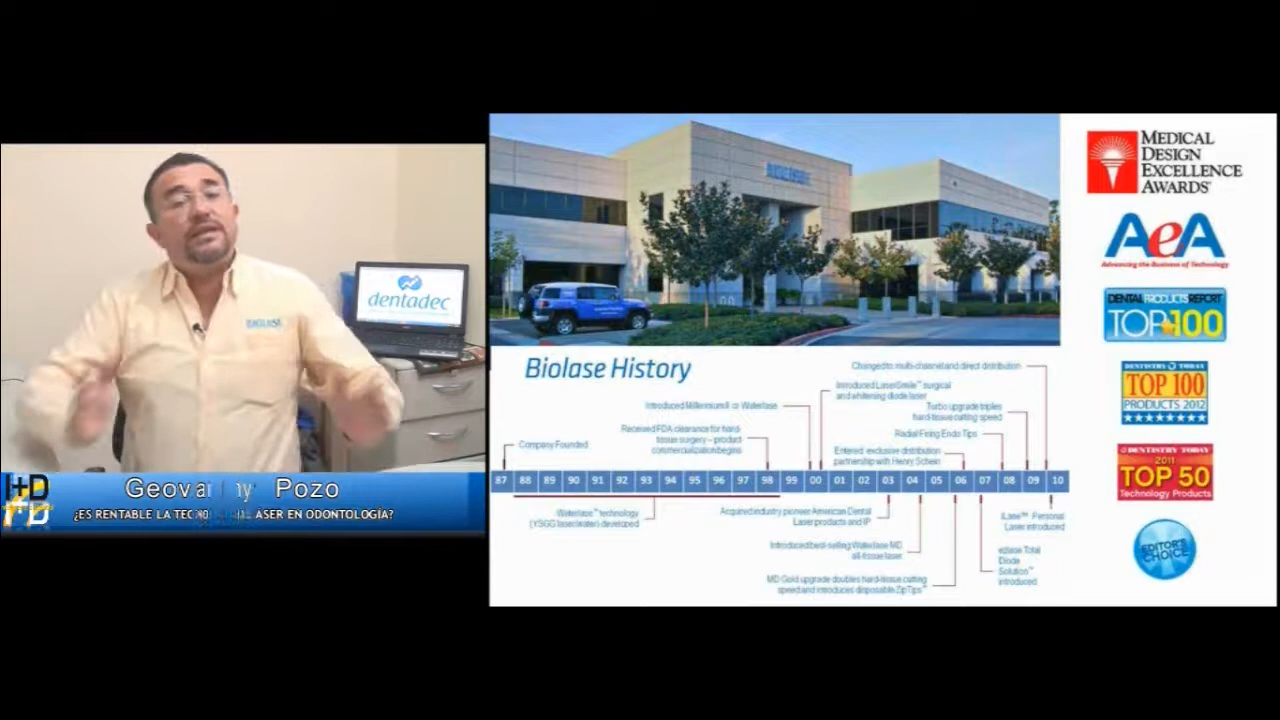 BIOLASE
dentadec
I+D
Pozo
¿ES RENTABLE LA
ASER EN ODONTOLOGÍA?
BIOLASE
MEDICAL
DESIGN
EXCELLENCE
AWARDS
AeA
Advancing the Business of Technology
DENTAL PRODUCTS REPORT
TOP 100
DENTISTRY TODAY
TOP 100
PRODUCTS 2012
DENTISTRY TODAY
2011
TOP 50
Technology Products
EDITOR'S
CHOICE
Biolase History
Changed to multi-channel and direct distribution
Introduced LaserSmile™ surgical
and whitening diode laser
Introduced Millennium II or Waterlase
Turbo upgrade triples
hard-tissue cutting speed
Received FDA clearance for hard-
tissue surgery – product
commercialization begins
Radial Firing Endo Tips
Company Founded
Entered exclusive distribution
partnership with Henry Schein
87 88 89 90 91 92 93 94 95 96 97 98 99 00 01 02 03 04 05 06 07 08 09 10
Waterlase™ technology
(YSGG laser/water) developed
Acquired industry pioneer American Dental
Laser products and IP
iLase™ Personal
Laser introduced
Introduced best-selling Waterlase MD
all-tissue laser
ezlase Total
Diode
Solution™
introduced
MD Gold upgrade doubles hard-tissue cutting
speed and introduces disposable ZipTips™